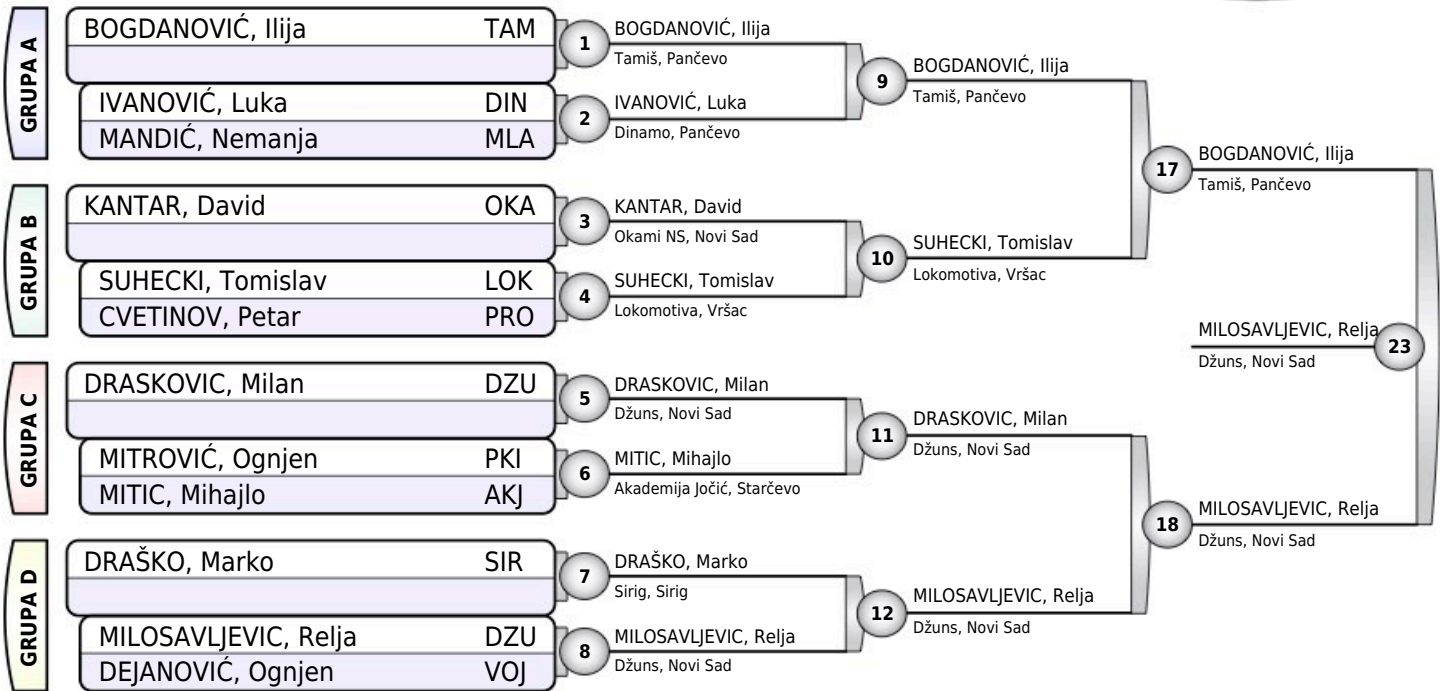 GRUPA A
BOGDANOVIĆ, Ilija TAM
IVANOVIĆ, Luka DIN
MANDIĆ, Nemanja MLA
GRUPA B
KANTAR, David OKA
SUHECKI, Tomislav LOK
CVETINOV, Petar PRO
GRUPA C
DRASKOVIC, Milan DZU
MITROVIĆ, Ognjen PKI
MITIC, Mihajlo AKJ
GRUPA D
DRAŠKO, Marko SIR
MILOSAVLJEVIC, Relja DZU
DEJANOVIĆ, Ognjen VOJ
1 BOGDANOVIĆ, Ilija
Tamiš, Pančevo
2 IVANOVIĆ, Luka
Dinamo, Pančevo
3 KANTAR, David
Okami NS, Novi Sad
4 SUHECKI, Tomislav
Lokomotiva, Vršac
5 DRASKOVIC, Milan
Džuns, Novi Sad
6 MITIC, Mihajlo
Akademija Jočić, Starčevo
7 DRAŠKO, Marko
Sirig, Sirig
8 MILOSAVLJEVIC, Relja
Džuns, Novi Sad
9 BOGDANOVIĆ, Ilija
Tamiš, Pančevo
10 SUHECKI, Tomislav
Lokomotiva, Vršac
11 DRASKOVIC, Milan
Džuns, Novi Sad
12 MILOSAVLJEVIC, Relja
Džuns, Novi Sad
17 BOGDANOVIĆ, Ilija
Tamiš, Pančevo
18 MILOSAVLJEVIC, Relja
Džuns, Novi Sad
MILOSAVLJEVIC, Relja 23
Džuns, Novi Sad